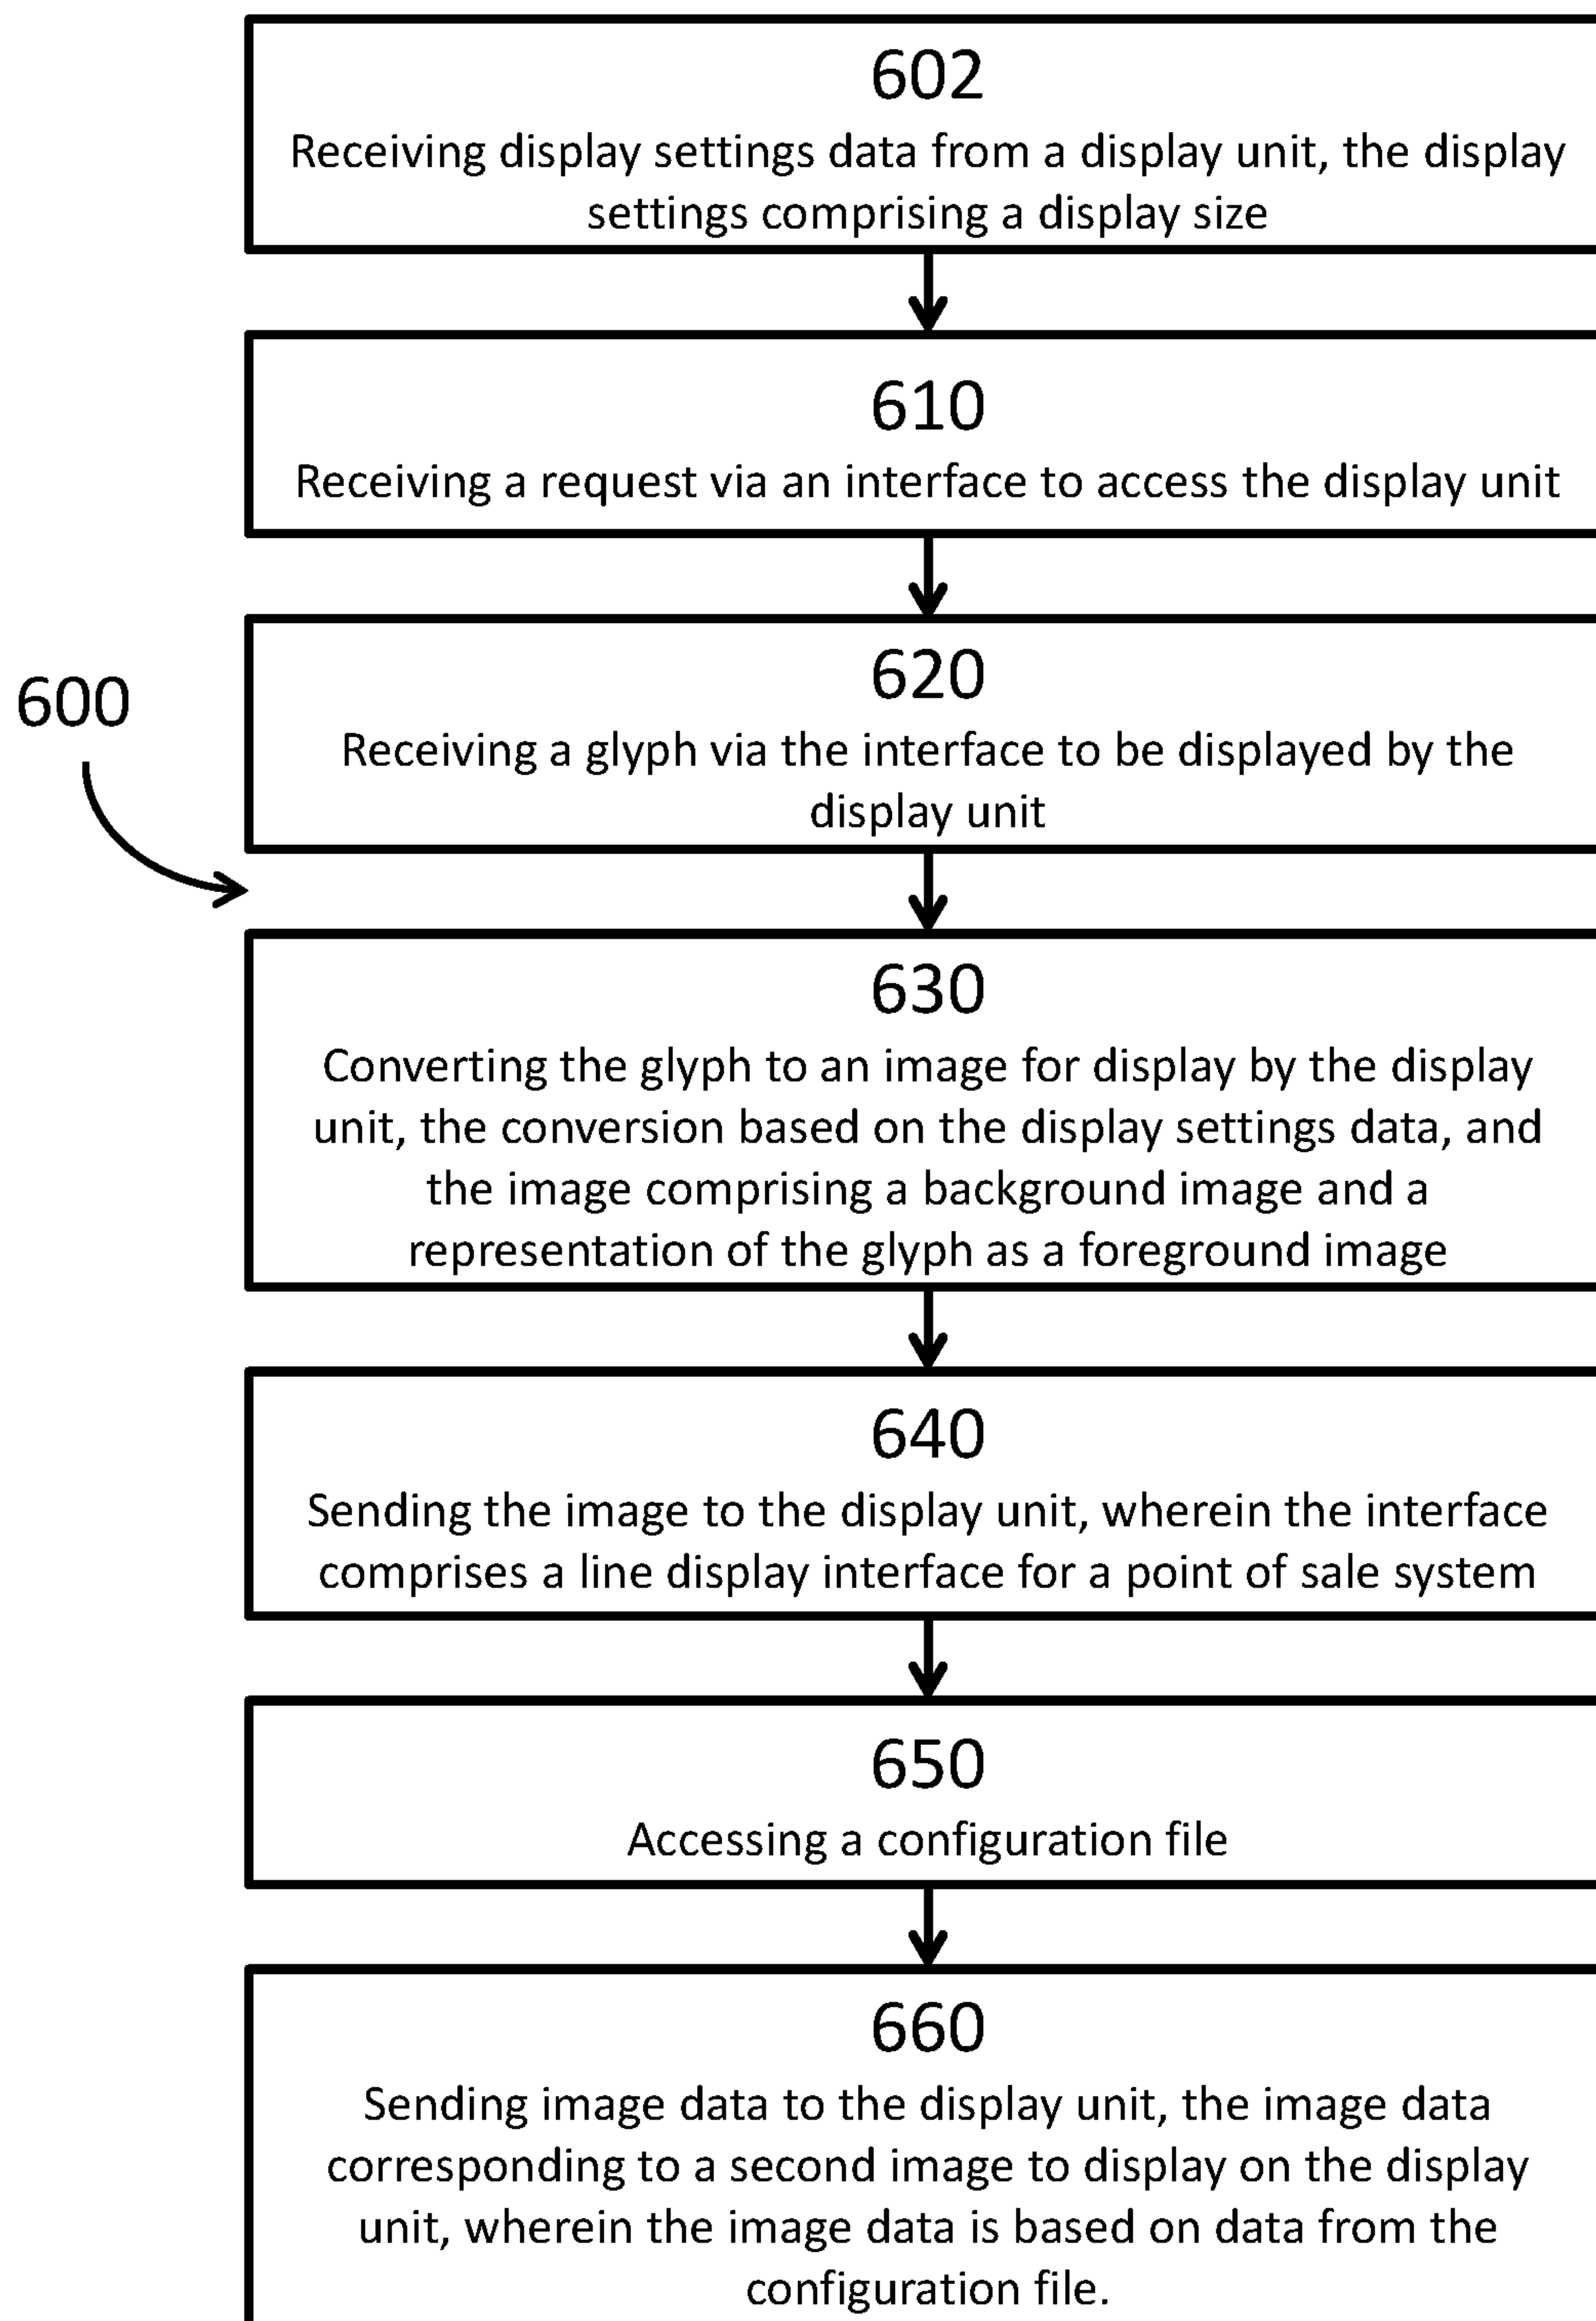 602
Receiving display settings data from a display unit, the display
settings comprising a display size
610
Receiving a request via an interface to access the display unit
620
Receiving a glyph via the interface to be displayed by the
display unit
600
630
Converting the glyph to an image for display by the display
unit, the conversion based on the display settings data, and
the image comprising a background image and a
representation of the glyph as a foreground image
640
Sending the image to the display unit, wherein the interface
comprises a line display interface for a point of sale system
650
Accessing a configuration file
660
Sending image data to the display unit, the image data
corresponding to a second image to display on the display
unit, wherein the image data is based on data from the
configuration file.